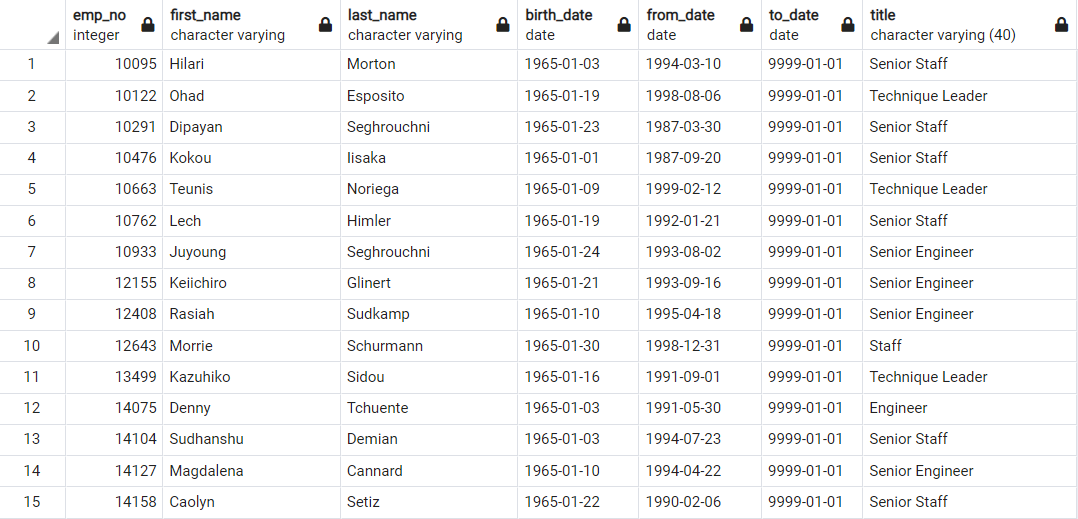 emp_no first_name last_name birth_date from_date to_date title
integer character varying character varying date date date character varying (40)
1 10095 Hilari Morton 1965-01-03 1994-03-10 9999-01-01 Senior Staff
2 10122 Ohad Esposito 1965-01-19 1998-08-06 9999-01-01 Technique Leader
3 10291 Dipayan Seghrouchni 1965-01-23 1987-03-30 9999-01-01 Senior Staff
4 10476 Kokou Iisaka 1965-01-01 1987-09-20 9999-01-01 Senior Staff
5 10663 Teunis Noriega 1965-01-09 1999-02-12 9999-01-01 Technique Leader
6 10762 Lech Himler 1965-01-19 1992-01-21 9999-01-01 Senior Staff
7 10933 Juyoung Seghrouchni 1965-01-24 1993-08-02 9999-01-01 Senior Engineer
8 12155 Keiichiro Glinert 1965-01-21 1993-09-16 9999-01-01 Senior Engineer
9 12408 Rasiah Sudkamp 1965-01-10 1995-04-18 9999-01-01 Senior Engineer
10 12643 Morrie Schurmann 1965-01-30 1998-12-31 9999-01-01 Staff
11 13499 Kazuhiko Sidou 1965-01-16 1991-09-01 9999-01-01 Technique Leader
12 14075 Denny Tchuente 1965-01-03 1991-05-30 9999-01-01 Engineer
13 14104 Sudhanshu Demian 1965-01-03 1994-07-23 9999-01-01 Senior Staff
14 14127 Magdalena Cannard 1965-01-10 1994-04-22 9999-01-01 Senior Engineer
15 14158 Caolyn Setiz 1965-01-22 1990-02-06 9999-01-01 Senior Staff